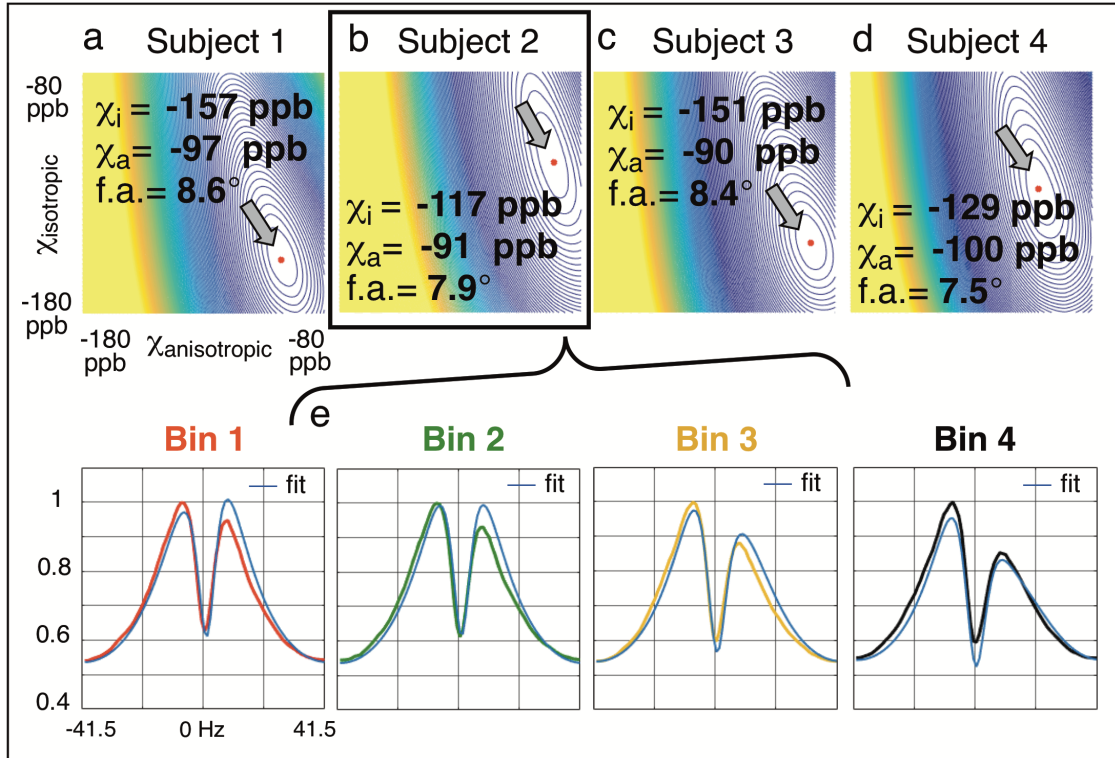 a Subject 1
b Subject 2
c Subject 3
d Subject 4
-80
ppb
χisotropic
-180
ppb
-180
ppb
χanisotropic
-80
ppb
χi = -157 ppb
χa= -97 ppb
f.a.= 8.6°
χi = -117 ppb
χa= -91 ppb
f.a.= 7.9°
χi = -151 ppb
χa= -90 ppb
f.a.= 8.4°
χi = -129 ppb
χa= -100 ppb
f.a.= 7.5°
e
Bin 1
Bin 2
Bin 3
Bin 4
fit
fit
fit
fit
1
0.8
0.6
0.4
-41.5 0 Hz 41.5